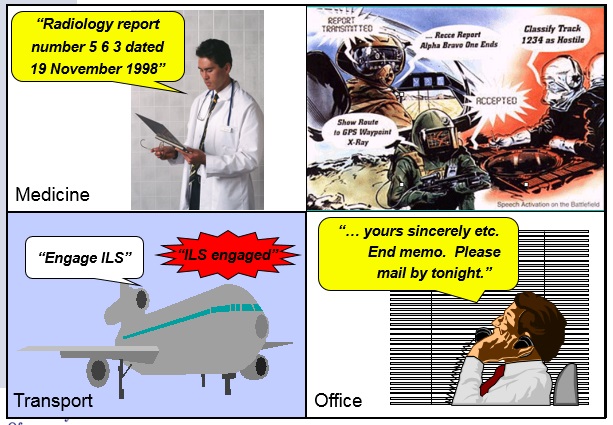 “Radiology report
number 5 6 3 dated
19 November 1998”
Medicine
REPORT
TRANSMITTED
... Recce Report
Alpha Bravo One Ends
Classify Track
1234 as Hostile
ACCEPTED
Show Route
to GPS Waypoint
X-Ray
Speech Activation on the Battlefield
“Engage ILS”
“ILS engaged”
Transport
“… yours sincerely etc.
End memo. Please
mail by tonight.”
Office